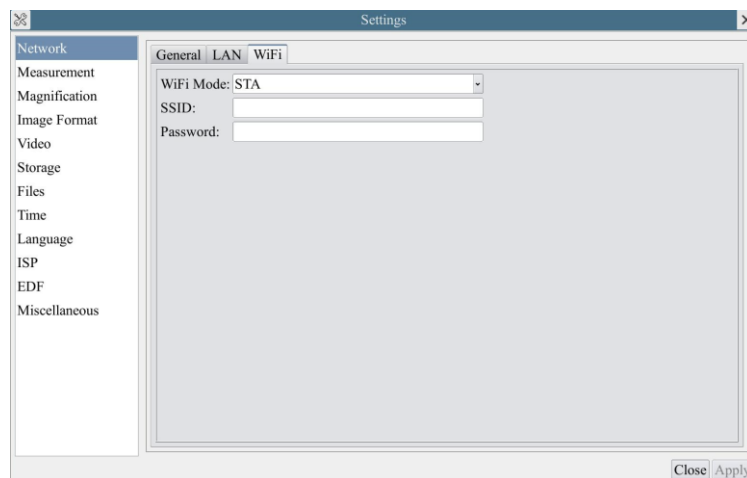 Settings
Network
Measurement
Magnification
Image Format
Video
Storage
Files
Time
Language
ISP
EDF
Miscellaneous
General LAN WiFi
WiFi Mode: STA
SSID:
Password:
Close Apply